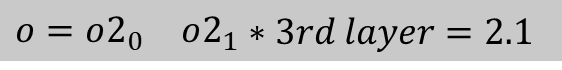 o = o2₀   o2₁ * 3rd layer = 2.1